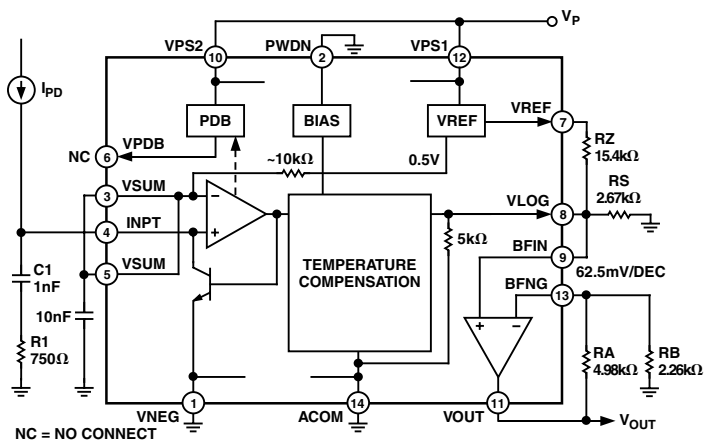 VP
VPS2 PWDN VPS1
10 2 12
IPD
PDB BIAS VREF VREF 7
RZ
15.4kΩ
NC 6 VPDB
~10kΩ 0.5V
RS
2.67kΩ
3 VSUM
VLOG 8
4 INPT
5kΩ
BFIN 9
5 VSUM
TEMPERATURE
COMPENSATION
62.5mV/DEC
BFNG 13
C1
1nF
10nF
R1
750Ω
RA
4.98kΩ
RB
2.26kΩ
1 14 11
VNEG ACOM VOUT VOUT
NC = NO CONNECT